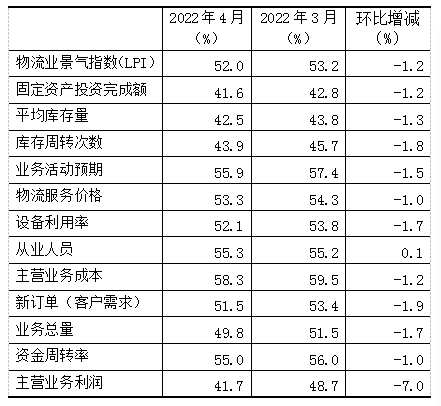 2022年4月 2022年3月 环比增减
（%） （%） （%）
物流业景气指数(LPI） 52.0 53.2 -1.2
固定资产投资完成额 41.6 42.8 -1.2
平均库存量 42.5 43.8 -1.3
库存周转次数 43.9 45.7 -1.8
业务活动预期 55.9 57.4 -1.5
物流服务价格 53.3 54.3 -1.0
设备利用率 52.1 53.8 -1.7
从业人员 55.3 55.2 0.1
主营业务成本 58.3 59.5 -1.2
新订单（客户需求） 51.5 53.4 -1.9
业务总量 49.8 51.5 -1.7
资金周转率 55.0 56.0 -1.0
主营业务利润 41.7 48.7 -7.0